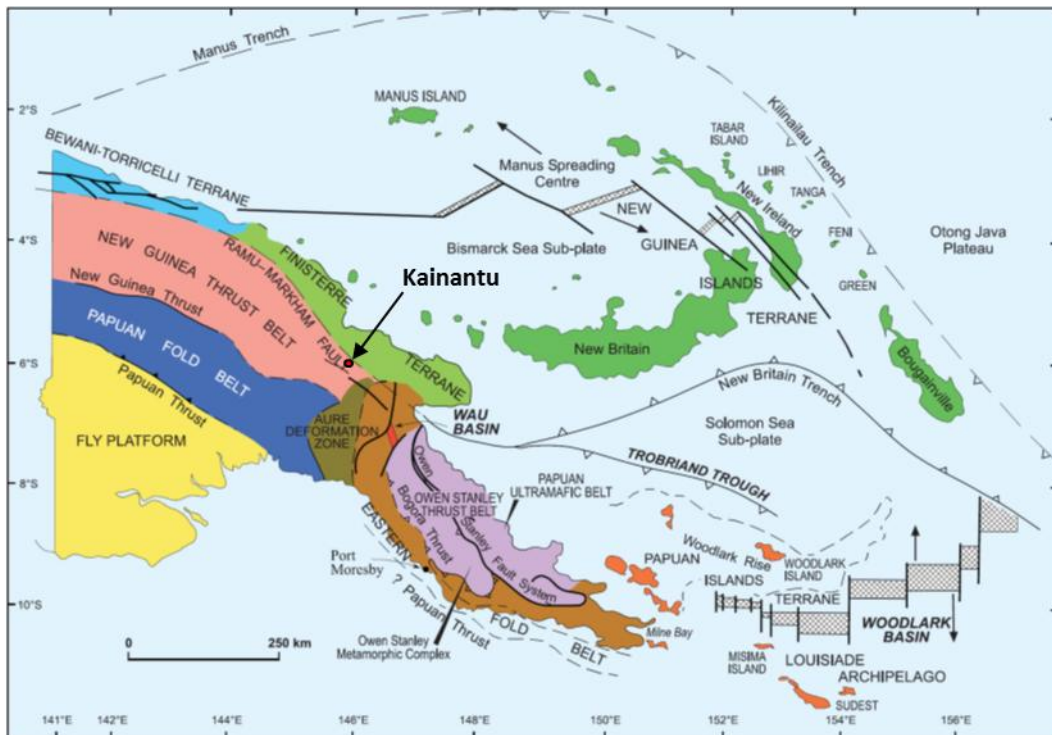 Manus Trench
2°S
MANUS ISLAND
Kilinailau Trench
TABAR
ISLAND
BEWANI-TORRICELLI TERRANE
Manus Spreading
Centre
LIHIR
TANGA
New Ireland
NEW
4°S
FINISTERRE
TERRANE
RAMU-MARKHAM FAULT
NEW GUINEA THRUST BELT
Bismarck Sea Sub-plate
GUINEA
FENI
Otong Java
Plateau
Kainantu
ISLANDS
GREEN
New Guinea Thrust
TERRANE
PAPUAN FOLD BELT
New Britain
6°S
Bougainville
Papuan Thrust
New Britain Trench
WAU
BASIN
AURE
DEFORMATION
ZONE
Solomon Sea
Sub-plate
FLY PLATFORM
TROBRIAND TROUGH
8°S
PAPUAN
ULTRAMAFIC BELT
Owen Stanley Fault System
OWEN STANLEY
THRUST BELT
Bogora Thrust
EASTERN
FOLD
BELT
Woodlark Rise
WOODLARK
ISLAND
PAPUAN
Port
Moresby
ISLANDS
TERRANE
10°S
? Papuan Thrust
WOODLARK
BASIN
0
250 km
Milne Bay
Owen Stanley
Metamorphic Complex
MISIMA
ISLAND
LOUISIADE
ARCHIPELAGO
SUDEST
141°E
142°E
144°E
146°E
148°E
150°E
152°E
154°E
156°E